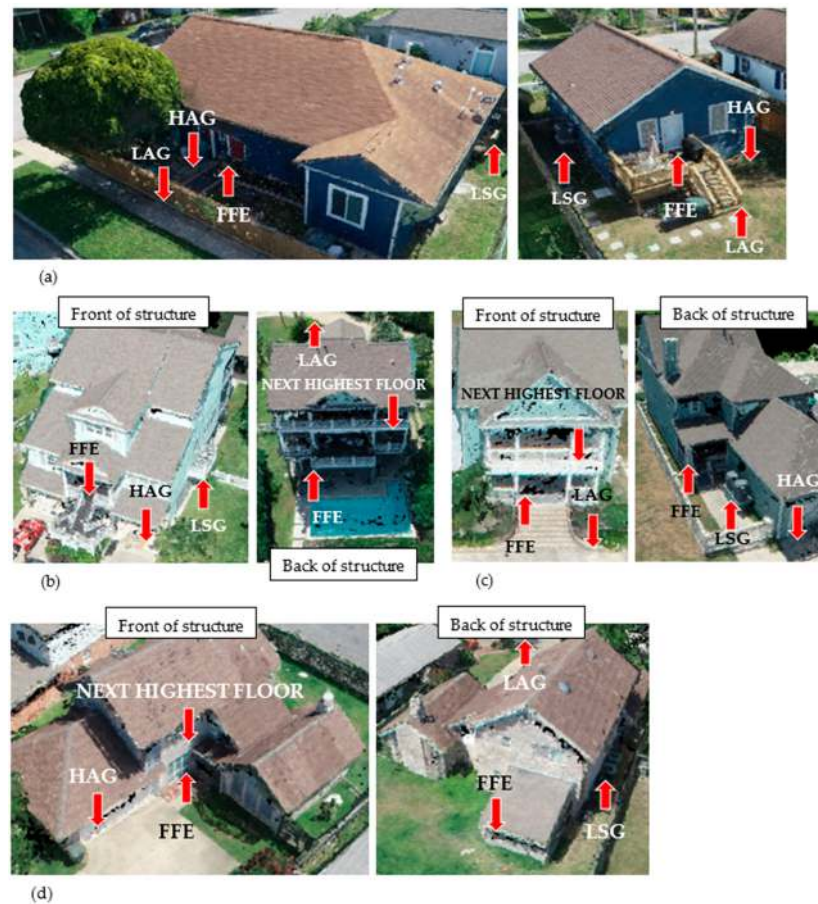 HAG
LAG
FFE
LSG
HAG
LSG
FFE
LAG
(a)
Front of structure
FFE
HAG
LSG
LAG
NEXT HIGHEST FLOOR
FFE
Back of structure
(b)
Front of structure
NEXT HIGHEST FLOOR
LAG
FFE
Back of structure
HAG
FFE
LSG
(c)
Front of structure
NEXT HIGHEST FLOOR
HAG
FFE
Back of structure
LAG
FFE
LSG
(d)